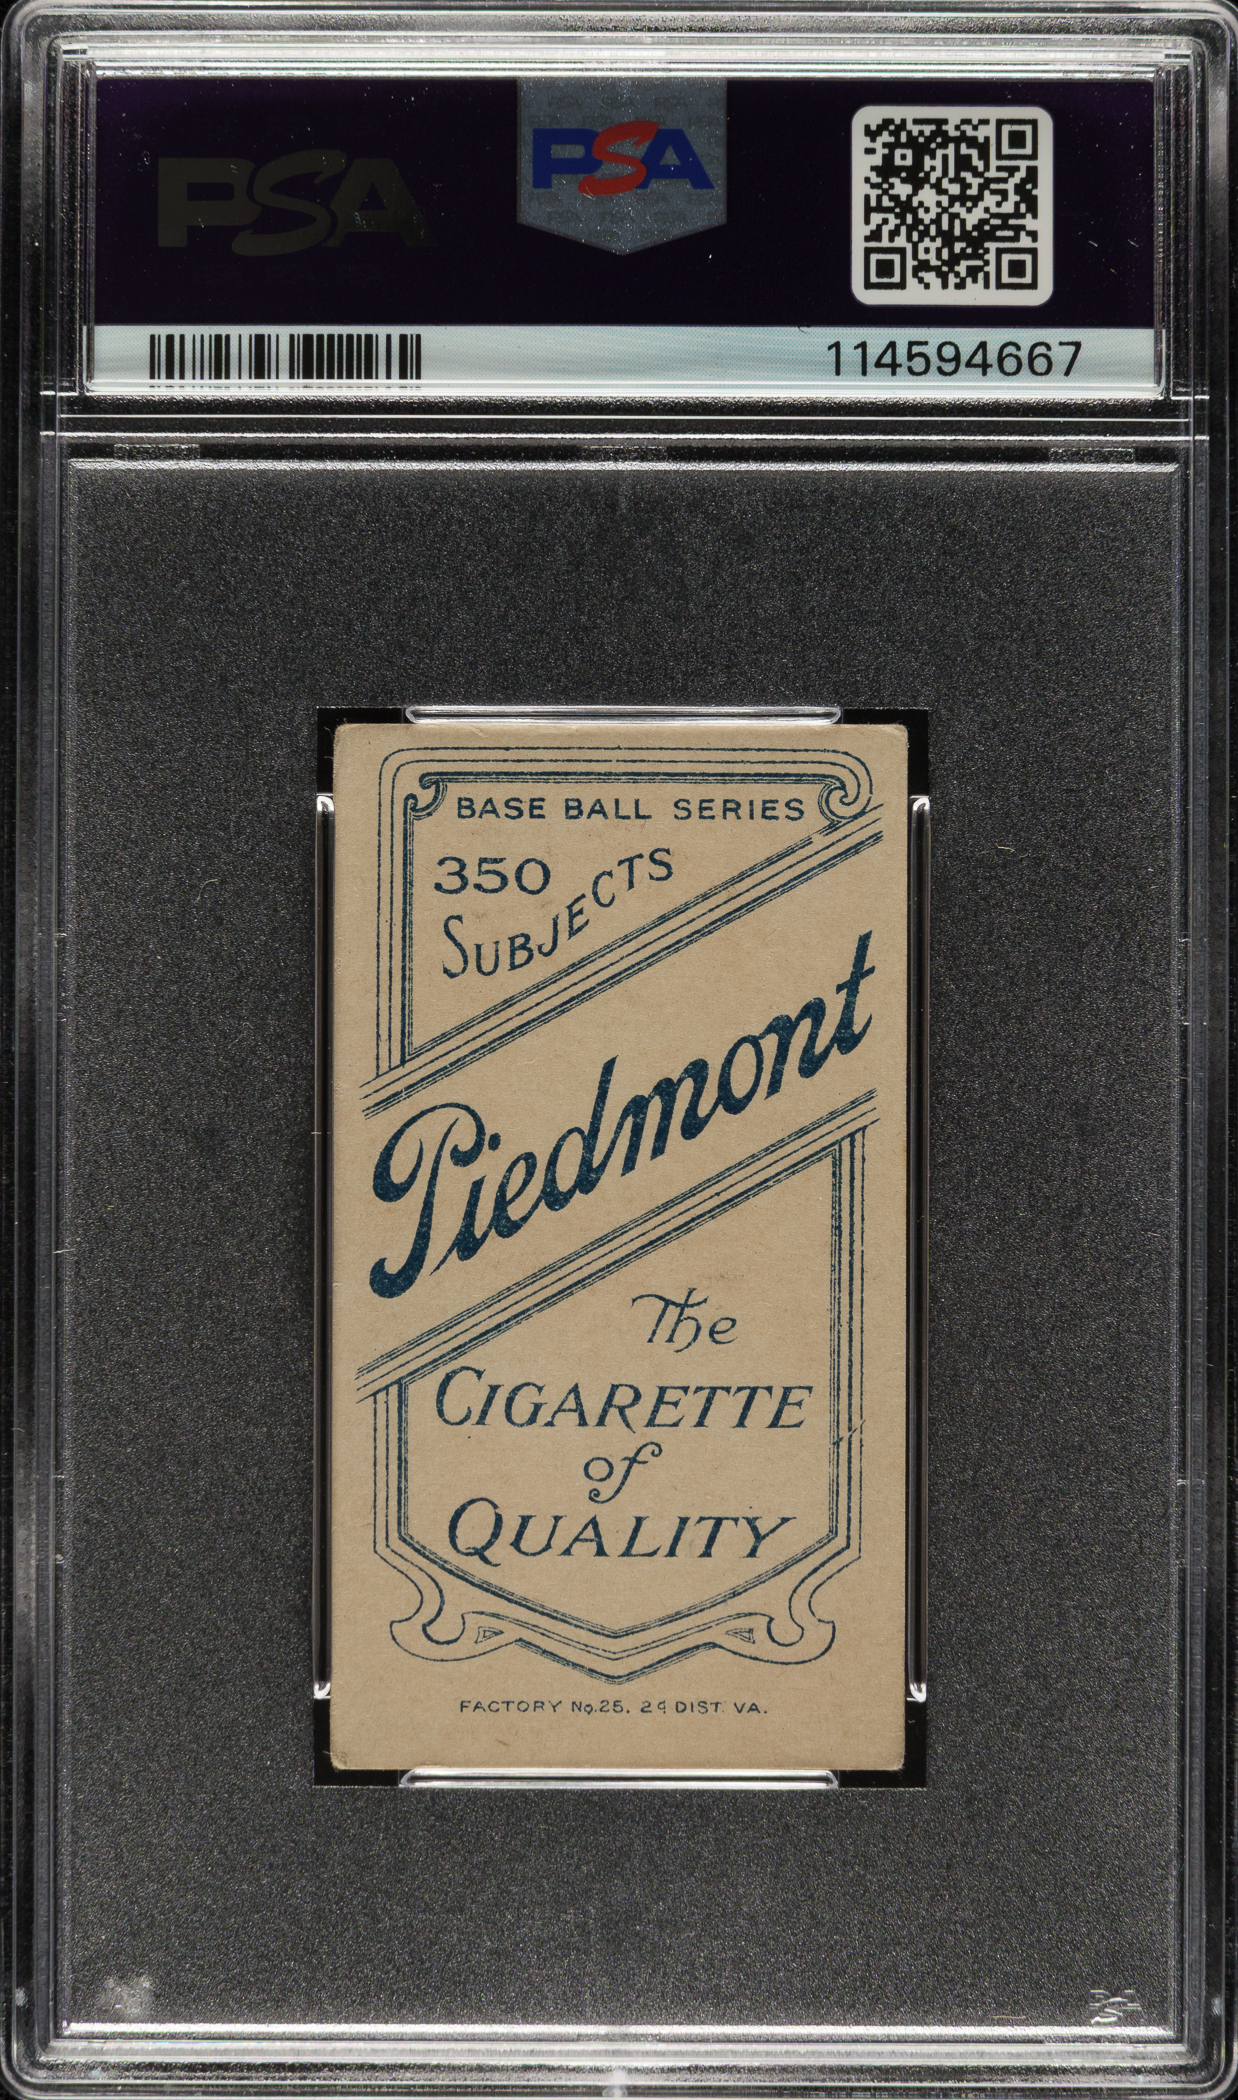 PSA
PSA
114594667
BASE BALL SERIES
350
SUBJECTS
Piedmont
The
CIGARETTE
of
QUALITY
FACTORY No. 25. 2d DIST. VA.